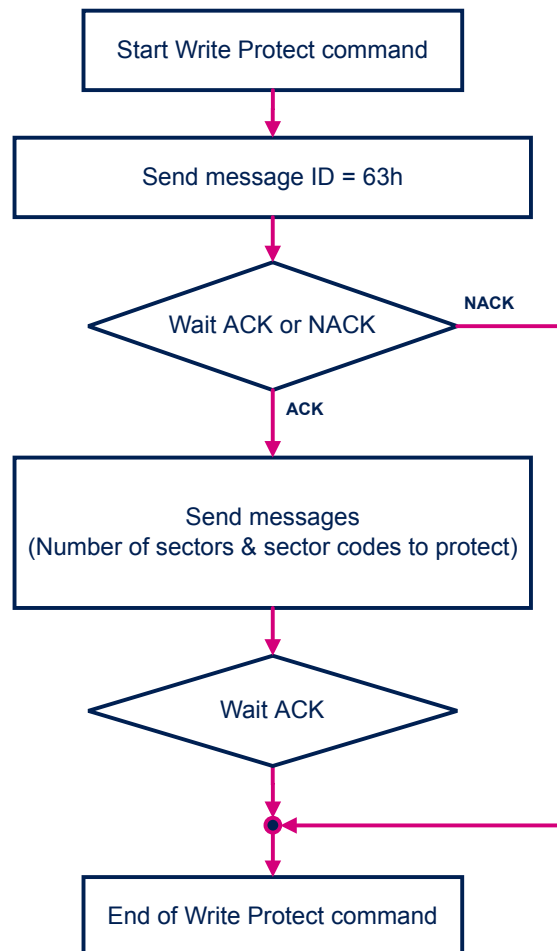 Start Write Protect command
Send message ID = 63h
Wait ACK or NACK
NACK
ACK
Send messages
(Number of sectors & sector codes to protect)
Wait ACK
End of Write Protect command